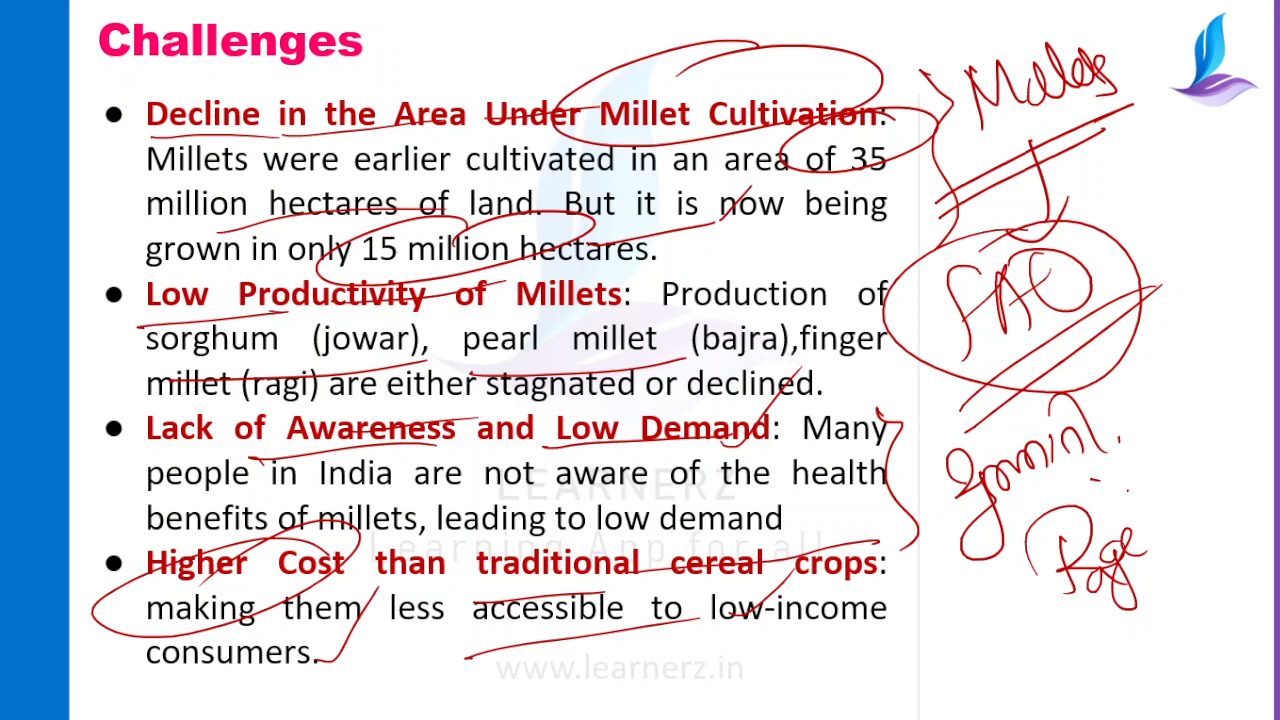 Challenges
● Decline in the Area Under Millet Cultivation:
Millets were earlier cultivated in an area of 35
million hectares of land. But it is now being
grown in only 15 million hectares.
● Low Productivity of Millets: Production of
sorghum (jowar), pearl millet (bajra),finger
millet (ragi) are either stagnated or declined.
● Lack of Awareness and Low Demand: Many
people in India are not aware of the health
benefits of millets, leading to low demand
● Higher Cost than traditional cereal crops:
making them less accessible to low-income
consumers.
Millets
FAO
Page
LEARNERZ
Learning App for all
www.learnerz.in